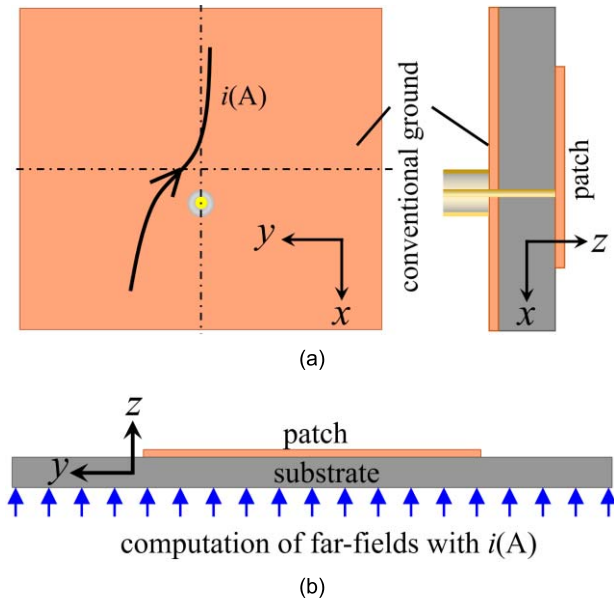 i(A)
conventional ground
patch
y
x
z
x
(a)
z
patch
y
substrate
computation of far-fields with i(A)
(b)